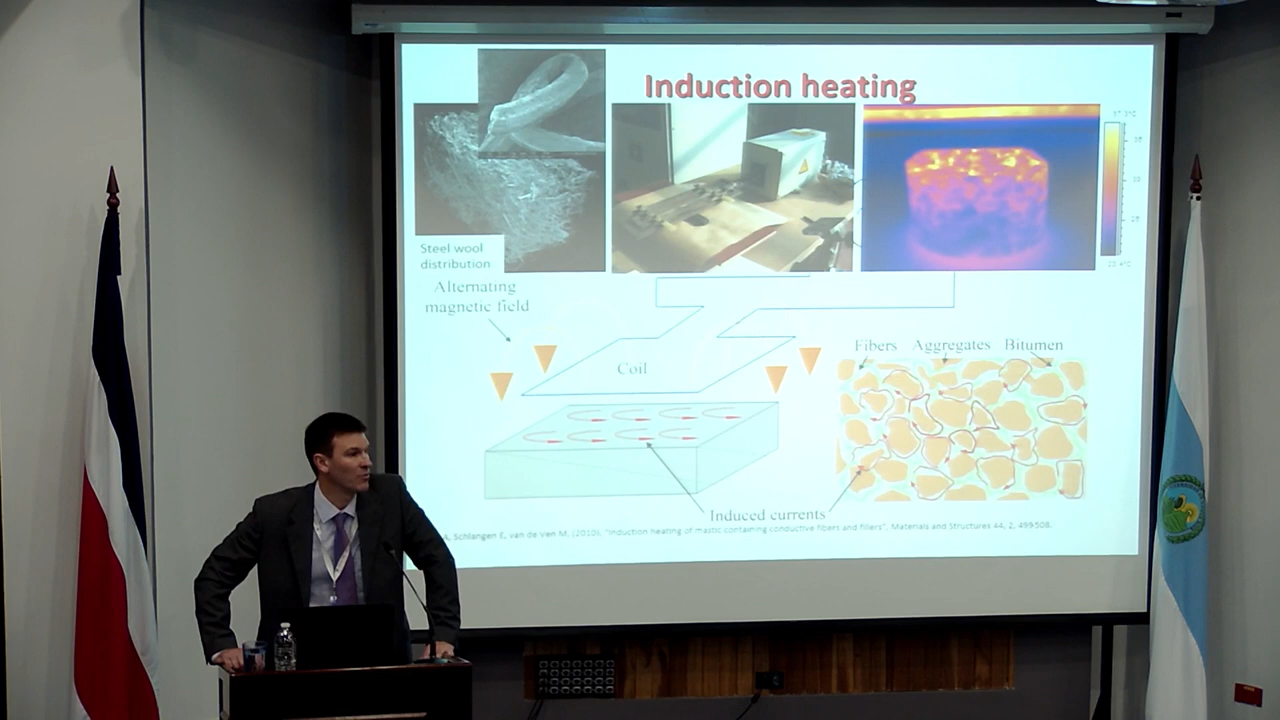 Induction heating
Steel wool
distribution
Alternating
magnetic field
Coil
Fibers Aggregates Bitumen
Induced currents
Schlangen E, van de Ven M. (2010). "Induction heating of mastic containing conductive fibers and fillers". Materials and Structures 44, 2, 499-508.